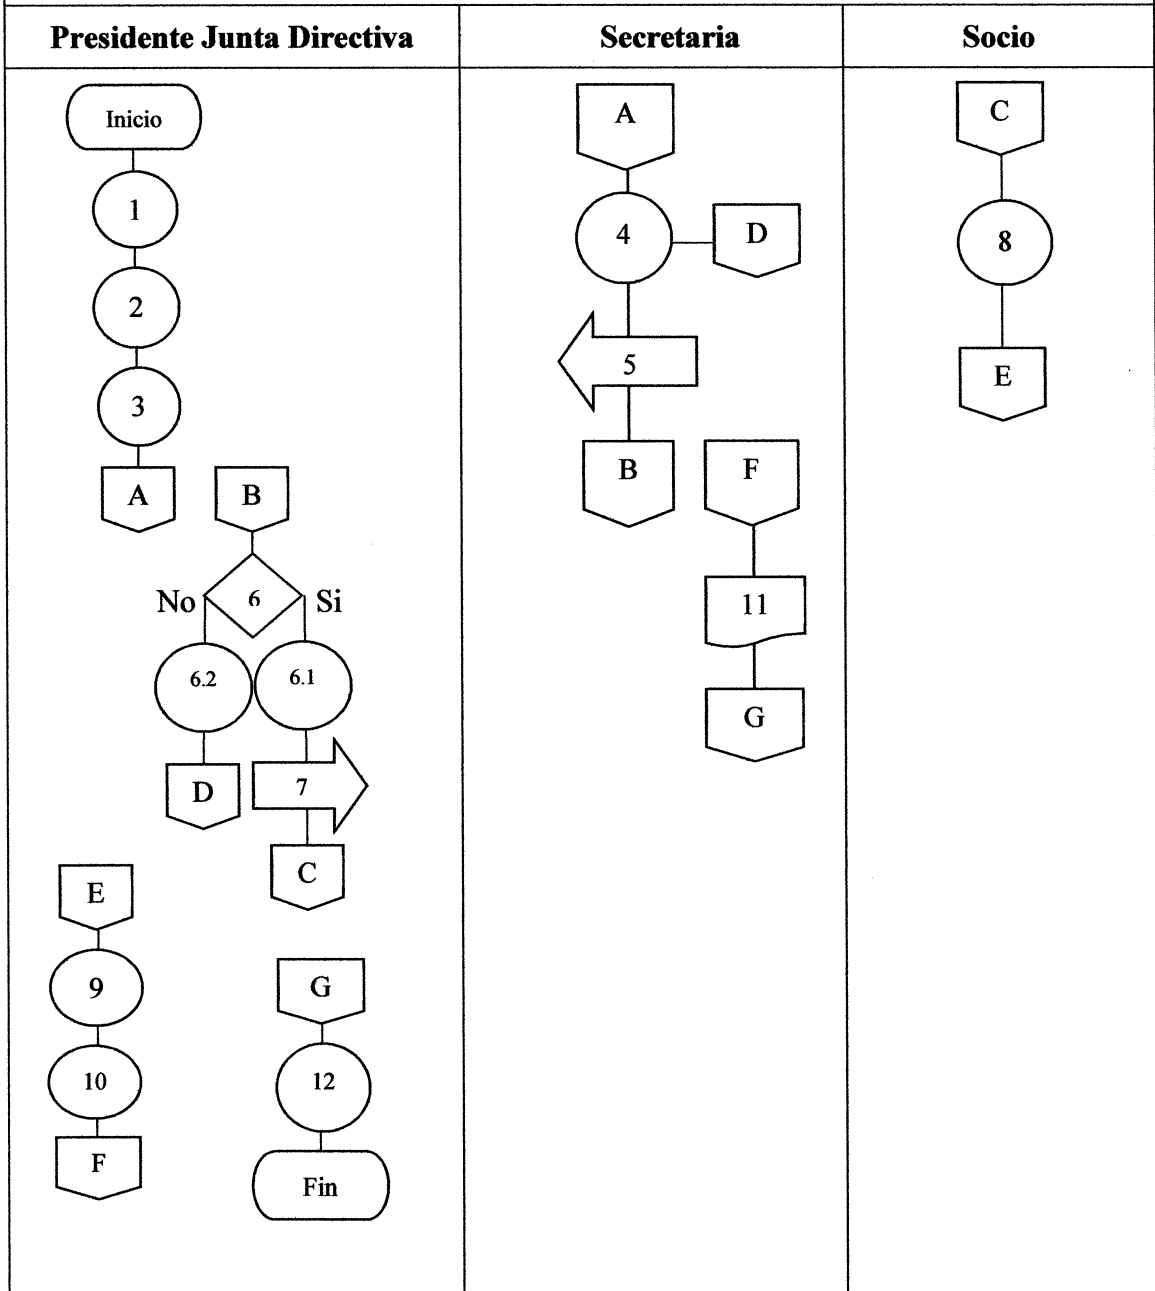 Presidente Junta Directiva
Secretaria
Socio
Inicio
1
2
3
A
B
6
No
Si
6.2
6.1
D
7
C
E
9
10
F
G
12
Fin
A
4
D
5
B
F
11
G
C
8
E